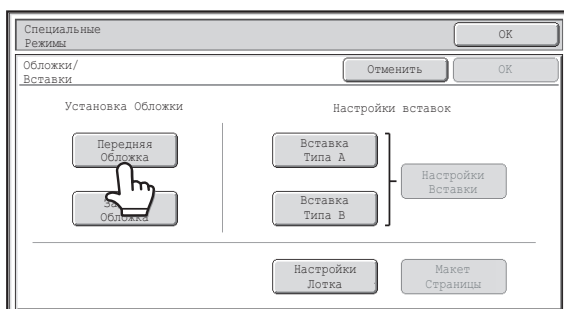 Специальные
Режимы
OK
Обложки/
Вставки
Отменить
OK
Установка Обложки
Настройки вставок
Передняя
Обложка
Вставка
Типа A
Настройки
Вставки
Обложка
Вставка
Типа B
Настройки
Лотка
Макет
Страницы